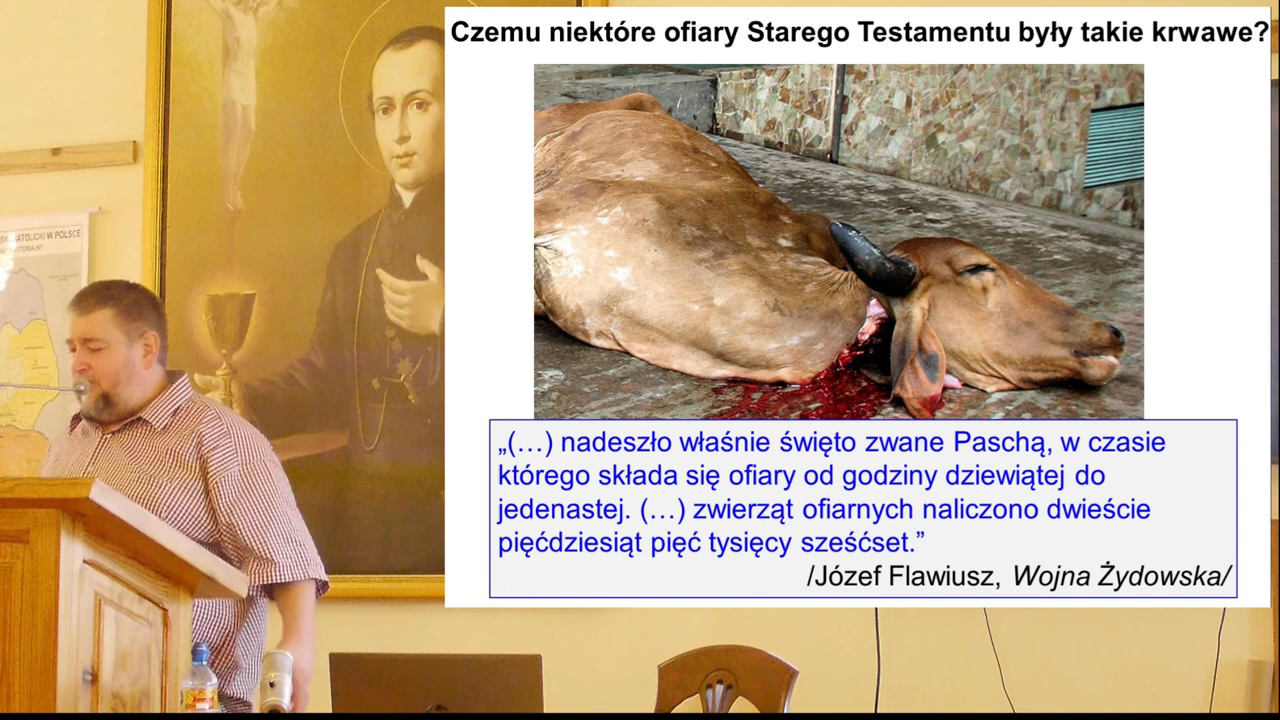 Czemu niektóre ofiary Starego Testamentu były takie krwawe?
ATOLICKI W POLSCE
„(…) nadeszło właśnie święto zwane Paschą, w czasie
którego składa się ofiary od godziny dziewiątej do
jedenastej. (…) zwierząt ofiarnych naliczono dwieście
pięćdziesiąt pięć tysięcy sześćset.”
/Józef Flawiusz, Wojna Żydowska/